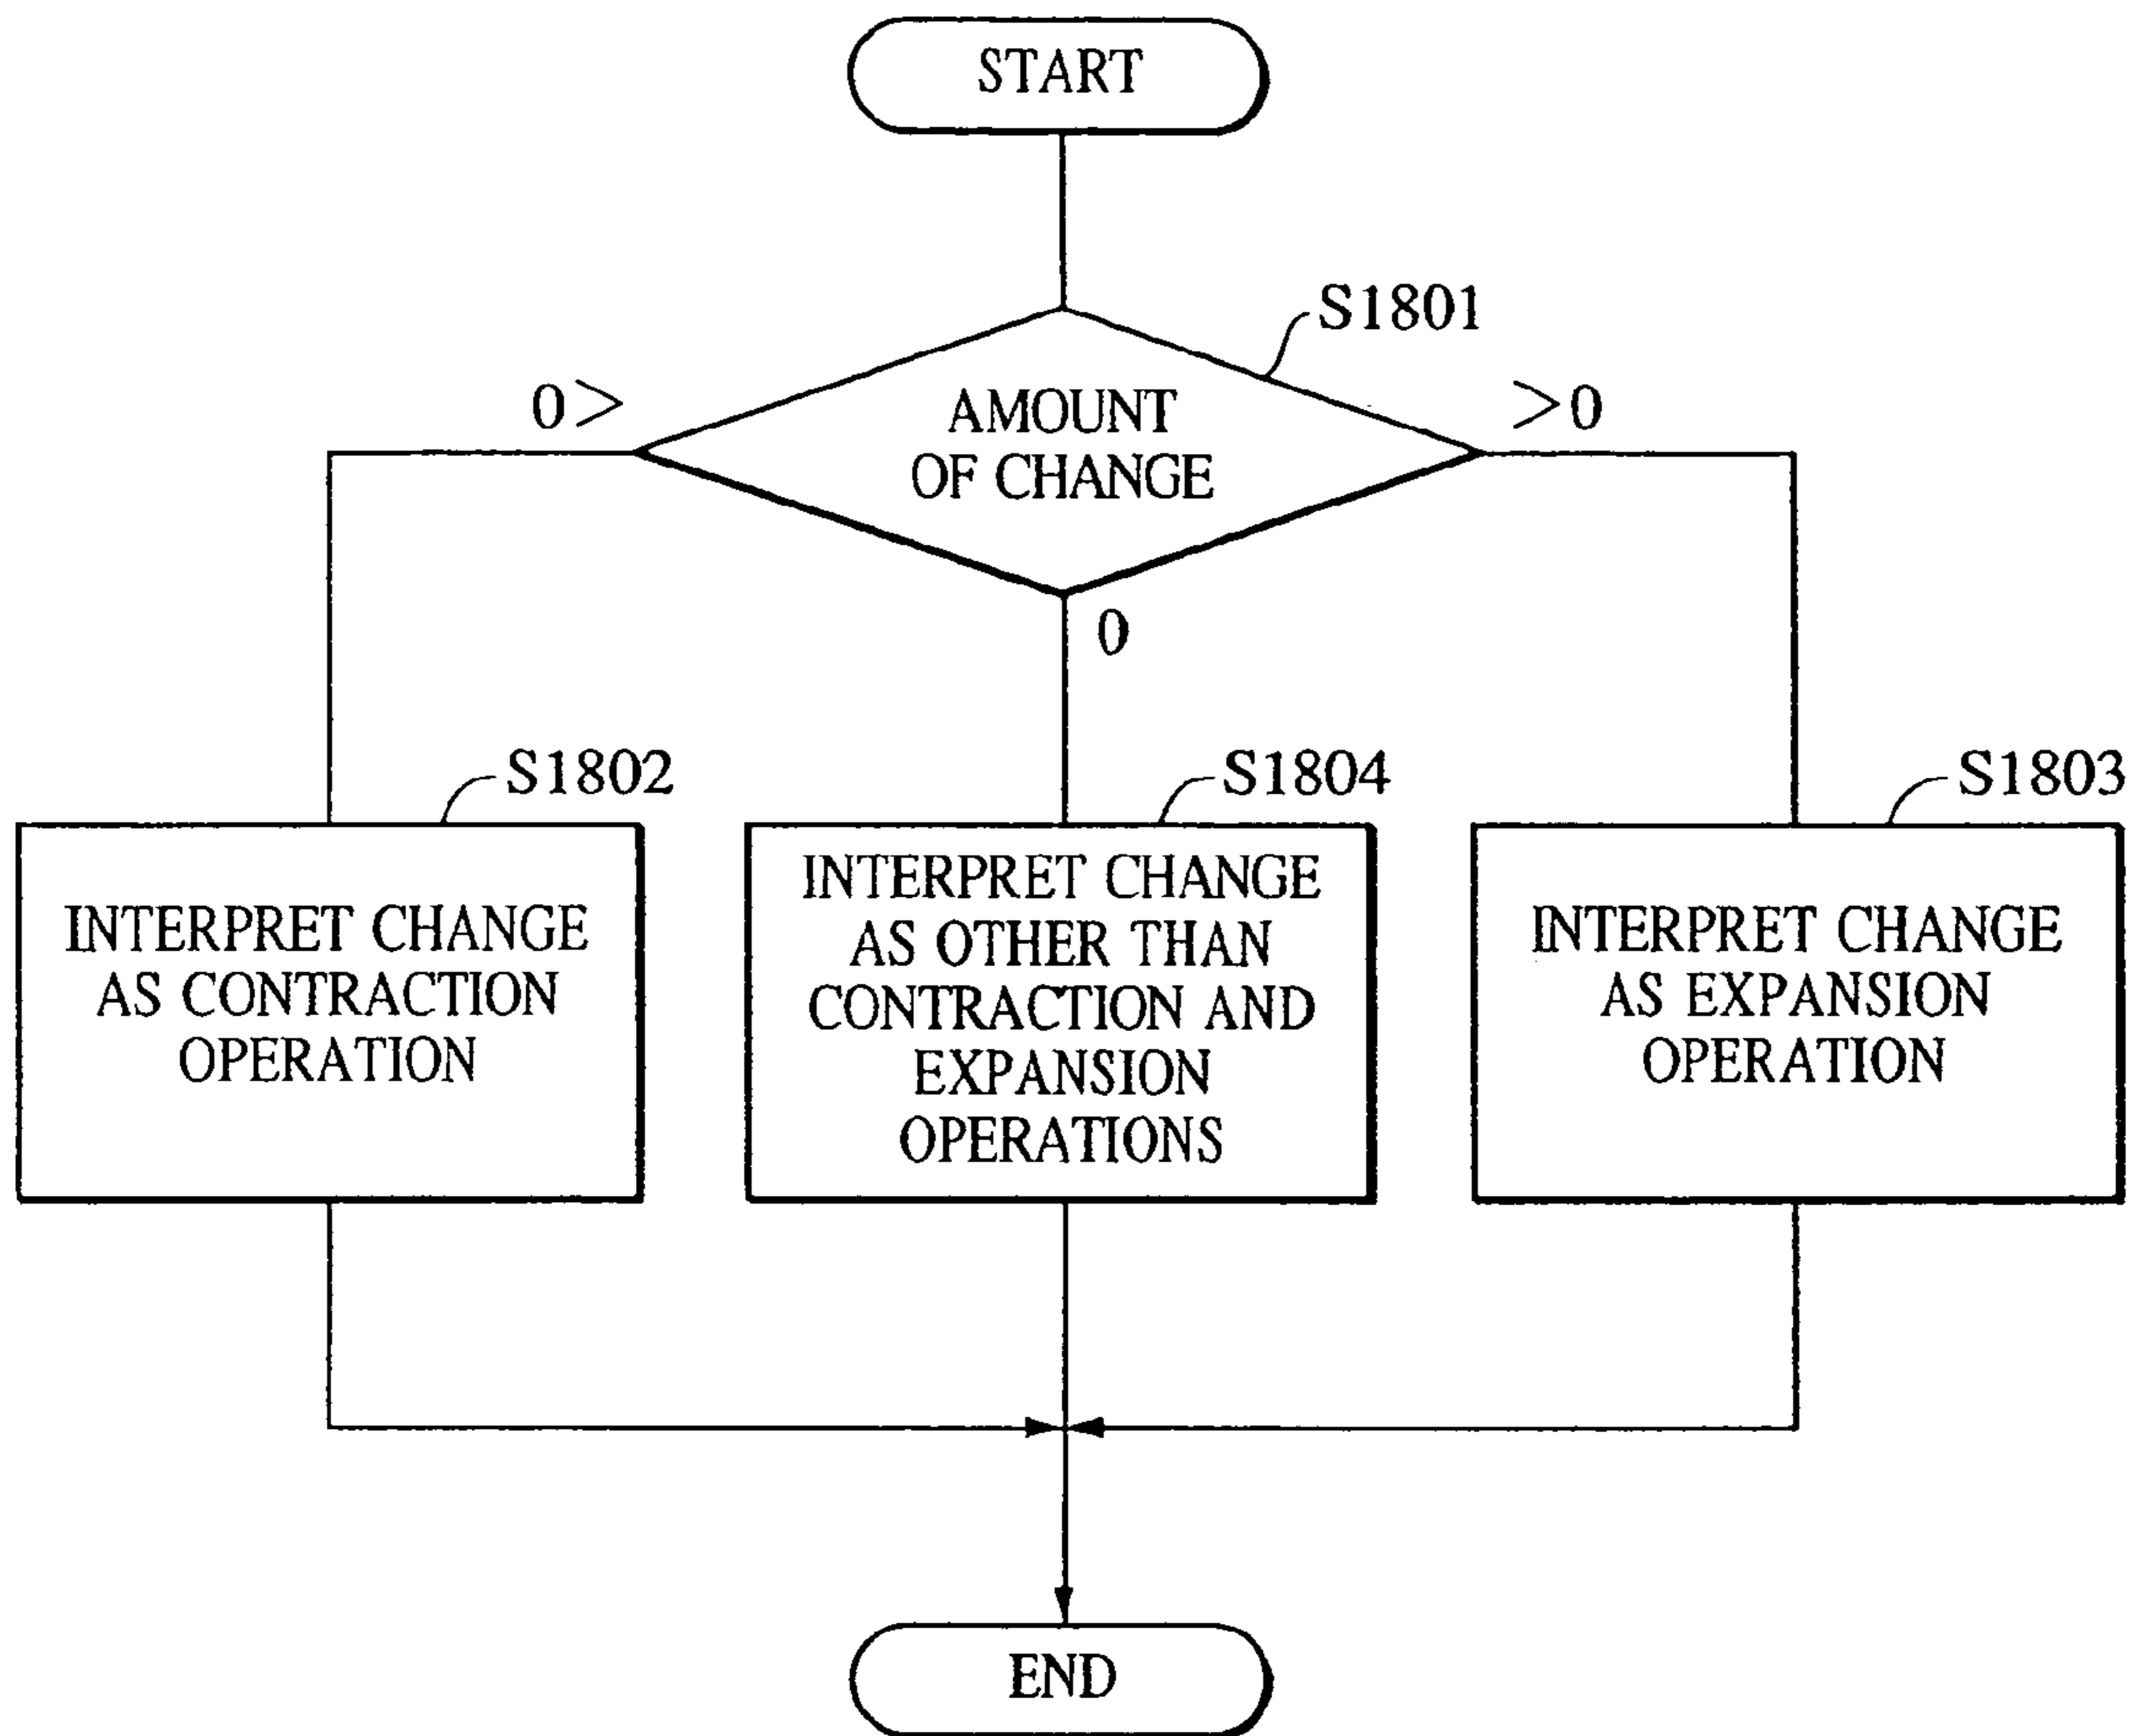 START
S1801
0>
AMOUNT
OF CHANGE
>0
0
S1802
INTERPRET CHANGE
AS CONTRACTION
OPERATION
S1804
INTERPRET CHANGE
AS OTHER THAN
CONTRACTION AND
EXPANSION
OPERATIONS
S1803
INTERPRET CHANGE
AS EXPANSION
OPERATION
END